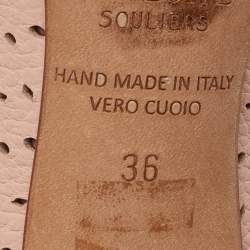 SOULIERS
HAND MADE IN ITALY
VERO CUOIO
36